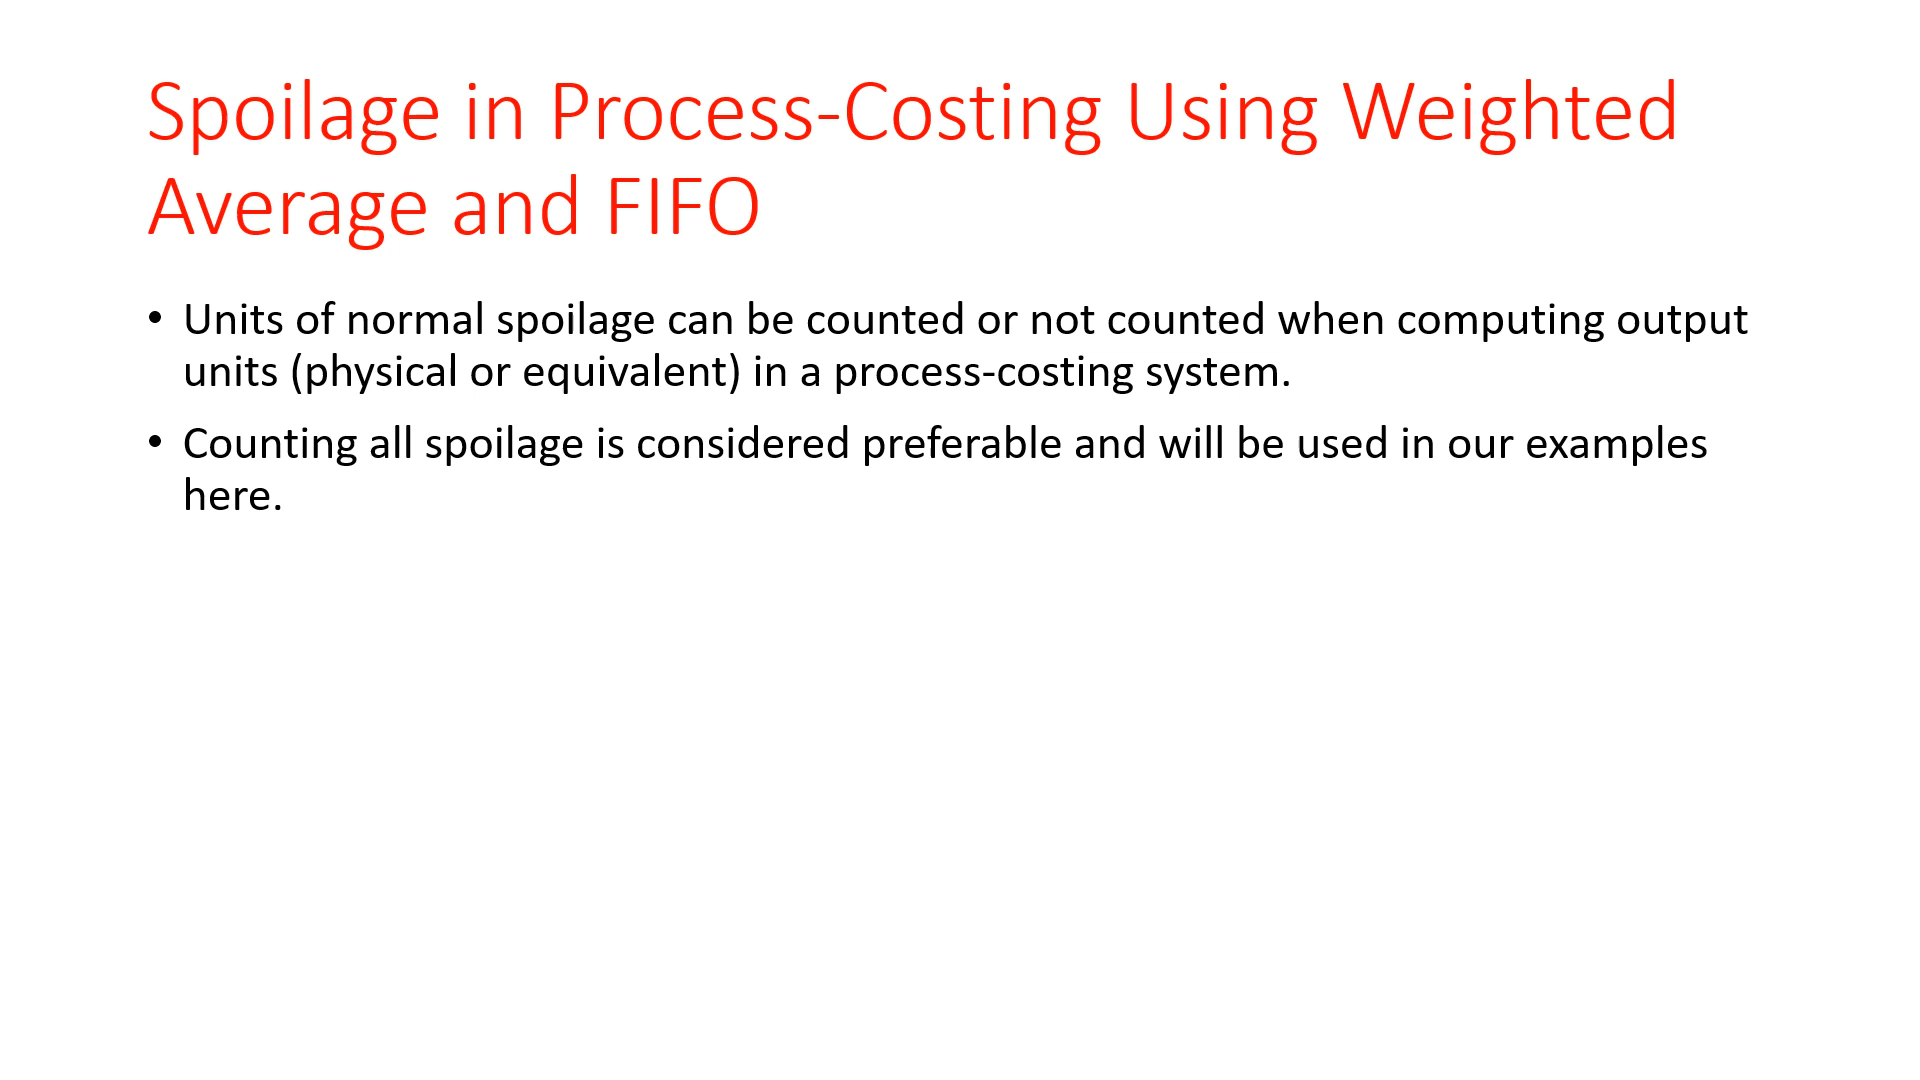 Spoilage in Process-Costing Using Weighted
Average and FIFO
• Units of normal spoilage can be counted or not counted when computing output
units (physical or equivalent) in a process-costing system.
• Counting all spoilage is considered preferable and will be used in our examples
here.